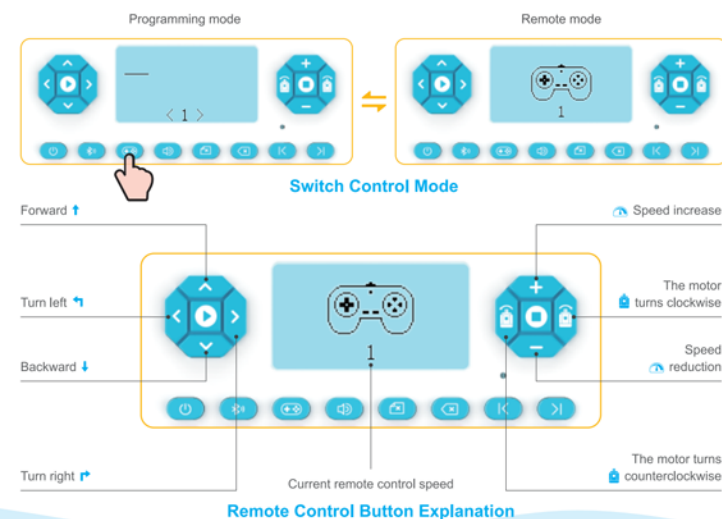 Programming mode
Remote mode
< 1 >
1
Switch Control Mode
Forward
Speed increase
Turn left
The motor
turns clockwise
Backward
Speed
reduction
1
Turn right
Current remote control speed
The motor turns
counterclockwise
Remote Control Button Explanation